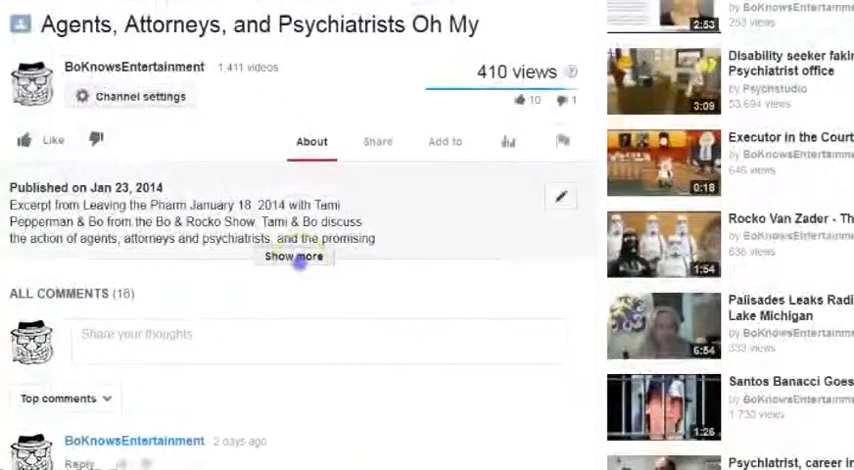 Agents, Attorneys, and Psychiatrists Oh My
BoKnowsEntertainment 1,411 videos
Channel settings
410 views
10 1
Like
About Share Add to
Published on Jan 23, 2014
Excerpt from Leaving the Pharm January 18, 2014 with Tami
Pepperman & Bo from the Bo & Rocko Show. Tami & Bo discuss
the action of agents, attorneys and psychiatrists, and the promising
Show more
ALL COMMENTS (16)
Share your thoughts
Top comments
BoKnowsEntertainment 2 days ago
Reply
by BoKnowsEntertainme
253 views
2:53
Disability seeker faki
Psychiatrist office
by Psychstudio
53,694 views
3:09
Executor in the Court
by BoKnowsEntertainme
646 views
0:18
Rocko Van Zader - Th
by BoKnowsEntertainme
636 views
1:54
Palisades Leaks Radi
Lake Michigan
by BoKnowsEntertainme
333 views
6:54
Santos Banacci Goes
by BoKnowsEntertainme
1,730 views
1:26
Psychiatrist, career in